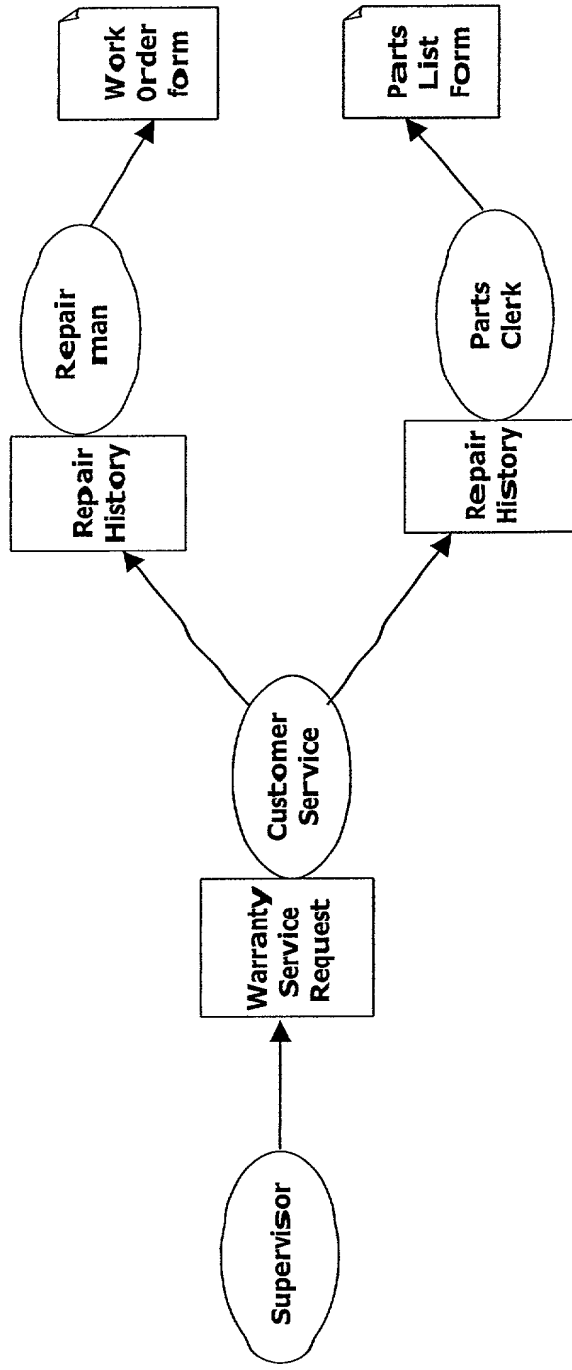 Supervisor
Warranty
Service
Request
Customer
Service
Repair
History
Repair
man
Work
Order
form
Repair
History
Parts
Clerk
Parts
List
Form